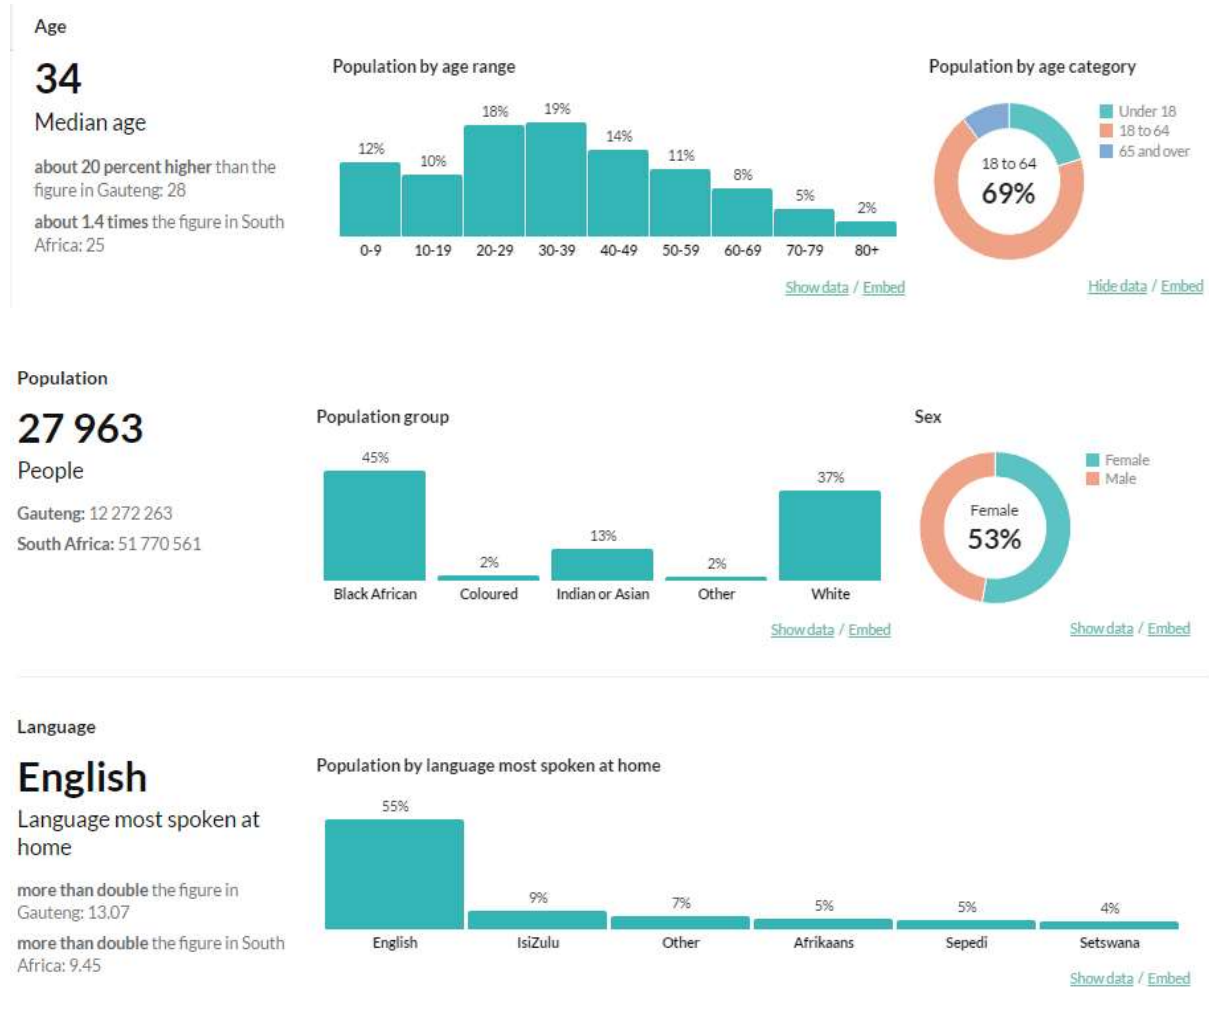 Age
34
Median age
about 20 percent higher than the
figure in Gauteng: 28
about 1.4 times the figure in South
Africa: 25
Population by age range
12%
10%
18%
19%
14%
11%
8%
5%
2%
0-9
10-19
20-29
30-39
40-49
50-59
60-69
70-79
80+
Show data / Embed
Population by age category
18 to 64
69%
Under 18
18 to 64
65 and over
Hide data / Embed
Population
27 963
People
Gauteng: 12 272 263
South Africa: 51 770 561
Population group
45%
2%
13%
2%
37%
Black African
Coloured
Indian or Asian
Other
White
Show data / Embed
Sex
Female
53%
Female
Male
Show data / Embed
Language
English
Language most spoken at
home
more than double the figure in
Gauteng: 13.07
more than double the figure in South
Africa: 9.45
Population by language most spoken at home
55%
9%
7%
5%
5%
4%
English
IsiZulu
Other
Afrikaans
Sepedi
Setswana
Show data / Embed